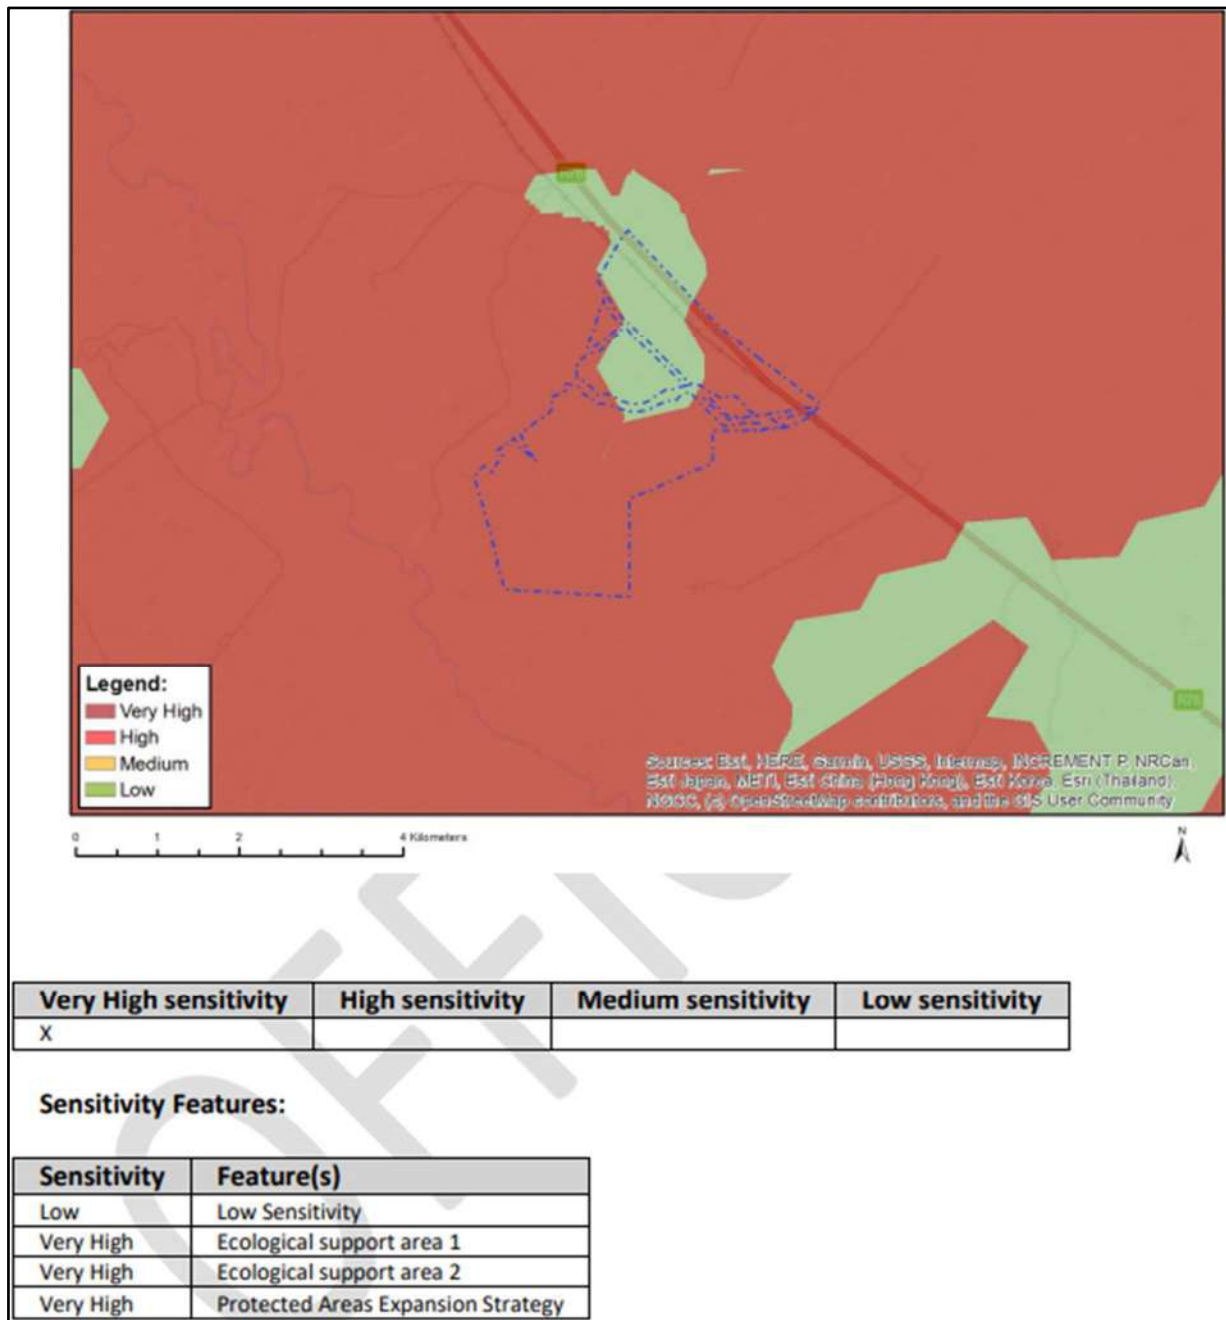 Legend:
Very High
High
Medium
Low
Sources: Esri, HERE, Garmin, USGS, Intermap, INCREMENT P, NRCan,
Esri Japan, METI, Esri China (Hong Kong), Esri Korea, Esri (Thailand),
NGCC, (c) OpenStreetMap contributors, and the GIS User Community
0 1 2 4 Kilometers
N
Very High sensitivity High sensitivity Medium sensitivity Low sensitivity
X
Sensitivity Features:
Sensitivity Feature(s)
Low Low Sensitivity
Very High Ecological support area 1
Very High Ecological support area 2
Very High Protected Areas Expansion Strategy